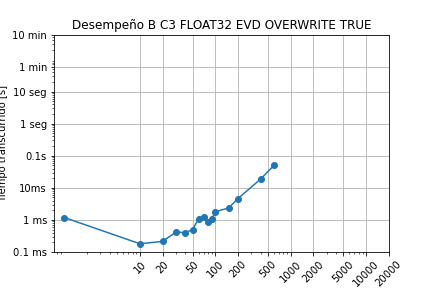 Desempeño B C3 FLOAT32 EVD OVERWRITE TRUE
10 min
1 min
10 seg
1 seg
0.1s
10ms
1 ms
0.1 ms
transcurrido [s]
10 20 50 100 200 500 1000 2000 5000 10000 20000